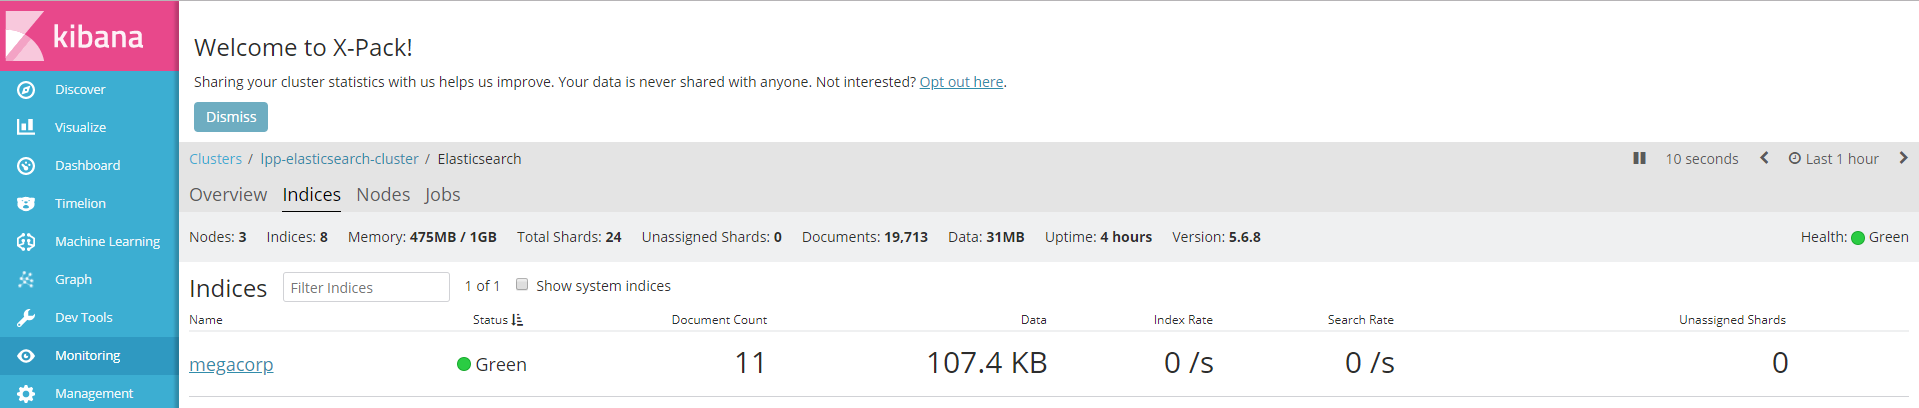 kibana
Discover
Visualize
Dashboard
Timelion
Machine Learning
Graph
Dev Tools
Monitoring
Management
Welcome to X-Pack!
Sharing your cluster statistics with us helps us improve. Your data is never shared with anyone. Not interested? Opt out here.
Dismiss
Clusters / lpp-elasticsearch-cluster / Elasticsearch 10 seconds Last 1 hour
Overview Indices Nodes Jobs
Nodes: 3 Indices: 8 Memory: 475MB / 1GB Total Shards: 24 Unassigned Shards: 0 Documents: 19,713 Data: 31MB Uptime: 4 hours Version: 5.6.8 Health: Green
Indices Filter Indices 1 of 1 Show system indices
Name Status Document Count Data Index Rate Search Rate Unassigned Shards
megacorp Green 11 107.4 KB 0 /s 0 /s 0